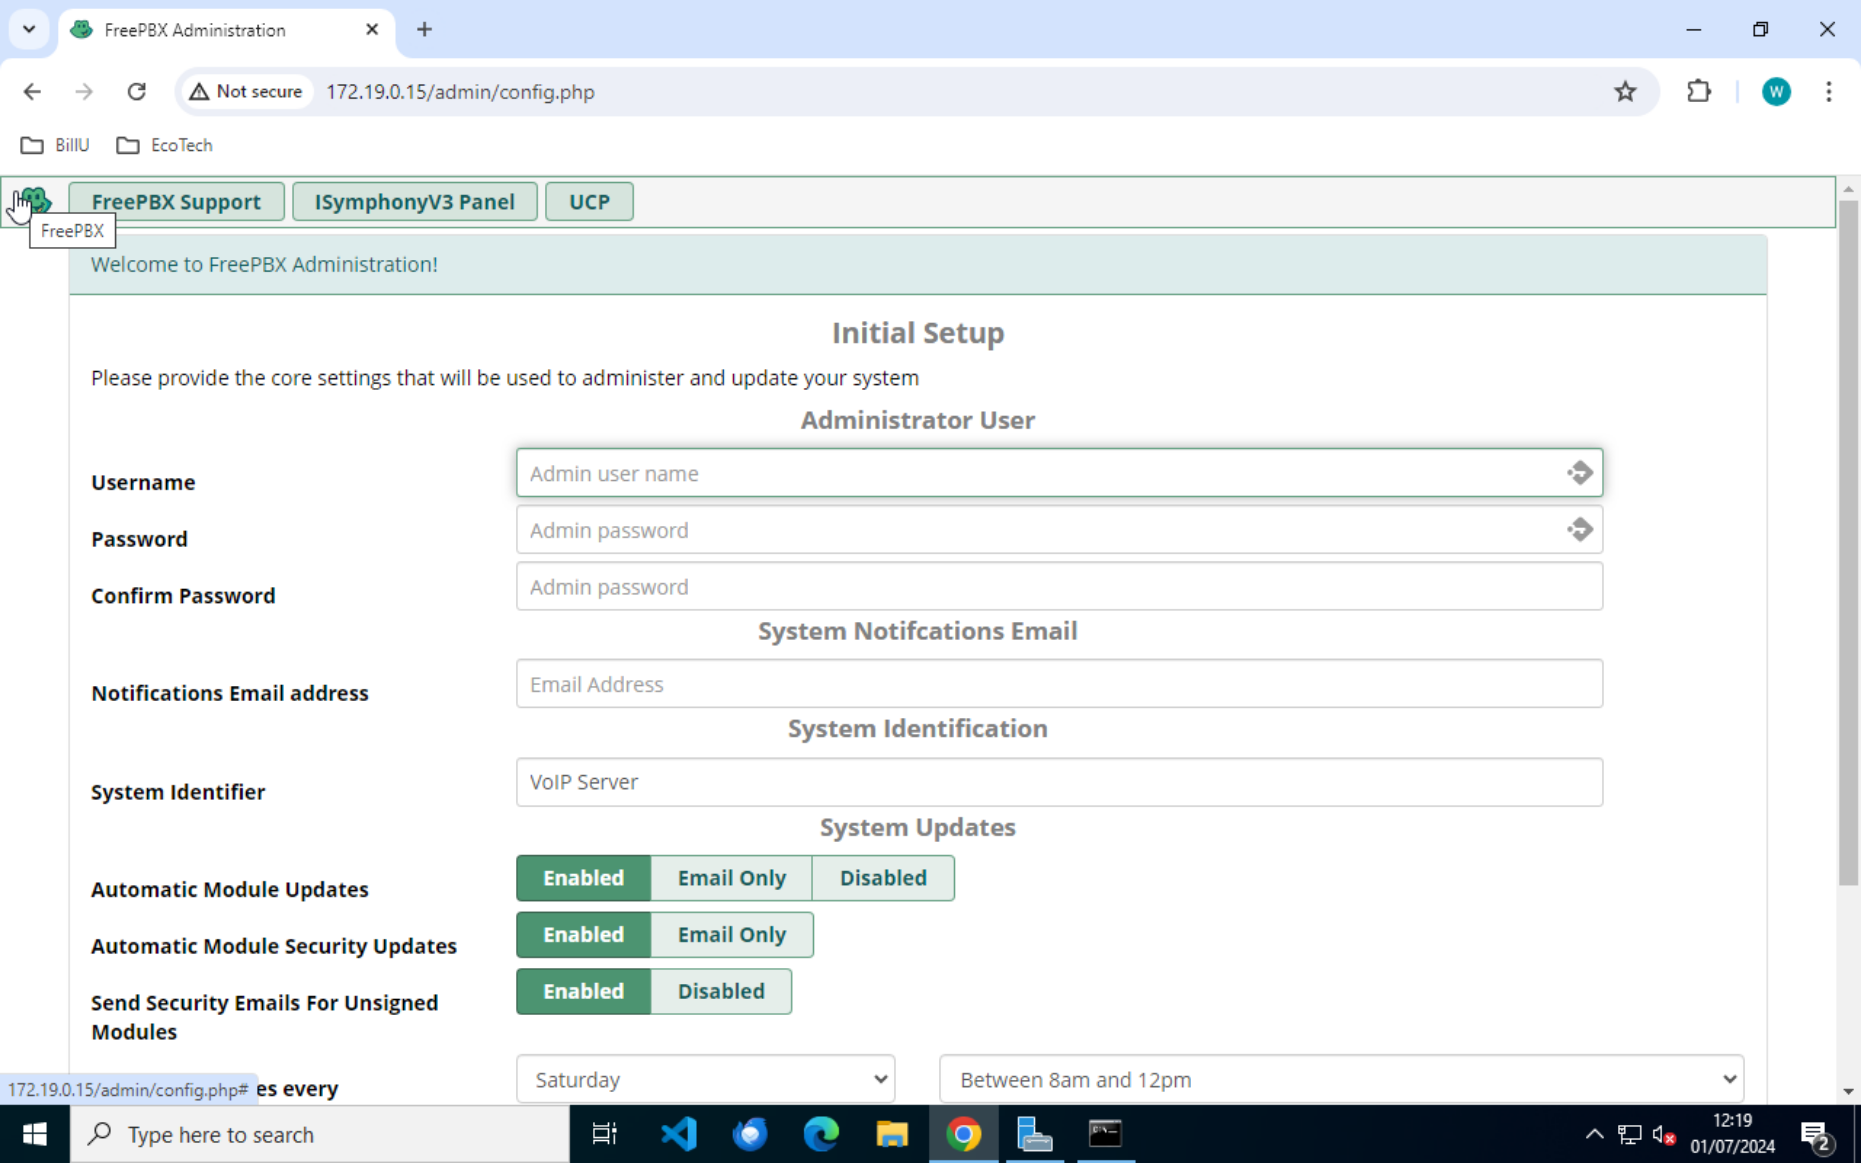 FreePBX Administration
Not secure
172.19.0.15/admin/config.php
W
BillU
EcoTech
FreePBX Support
ISymphonyV3 Panel
UCP
FreePBX
Welcome to FreePBX Administration!
Initial Setup
Please provide the core settings that will be used to administer and update your system
Administrator User
Username
Admin user name
Password
Admin password
Confirm Password
Admin password
System Notifcations Email
Notifications Email address
Email Address
System Identification
System Identifier
VoIP Server
System Updates
Automatic Module Updates
Enabled
Email Only
Disabled
Automatic Module Security Updates
Enabled
Email Only
Send Security Emails For Unsigned
Modules
Enabled
Disabled
172.19.0.15/admin/config.php#
es every
Saturday
Between 8am and 12pm
Type here to search
12:19
01/07/2024
2